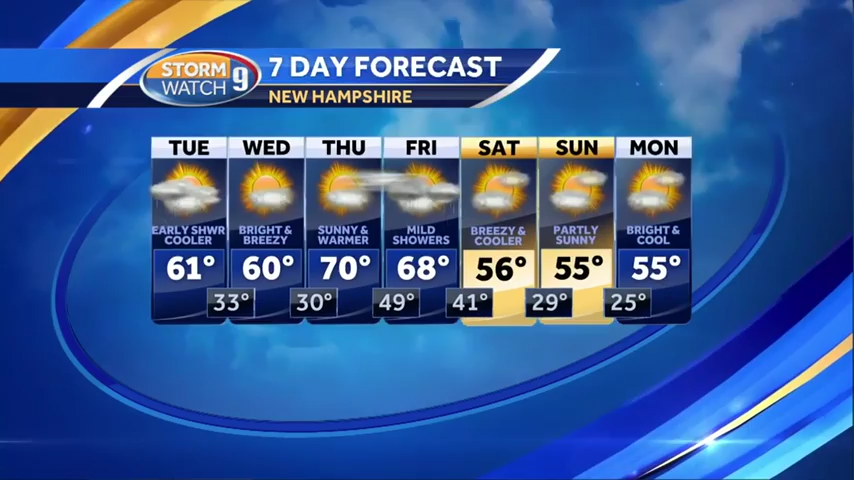 STORM
WATCH 9
7 DAY FORECAST
NEW HAMPSHIRE
TUE WED THU FRI SAT SUN MON
EARLY SHWR BRIGHT & SUNNY & MILD BREEZY & PARTLY BRIGHT &
COOLER BREEZY WARMER SHOWERS COOLER SUNNY COOL
61° 60° 70° 68° 56° 55° 55°
33° 30° 49° 41° 29° 25°